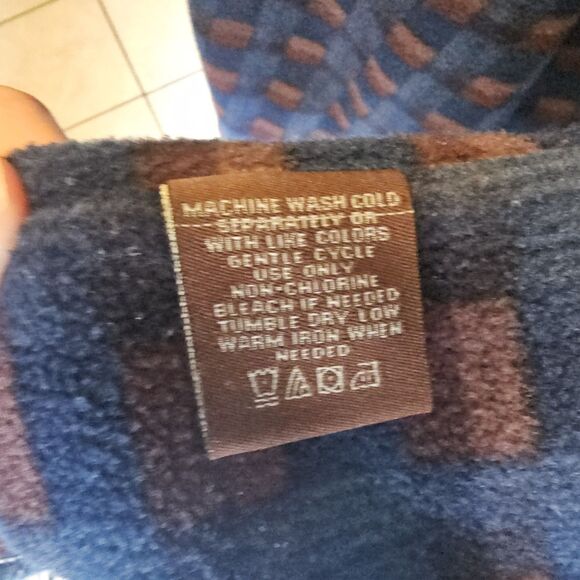 MACHINE WASH COLD
SEPARATELY OR
WITH LIKE COLORS
GENTLE CYCLE
USE ONLY
NON-CHLORINE
BLEACH IF NEEDED
TUMBLE DRY LOW
WARM IRON WHEN
NEEDED